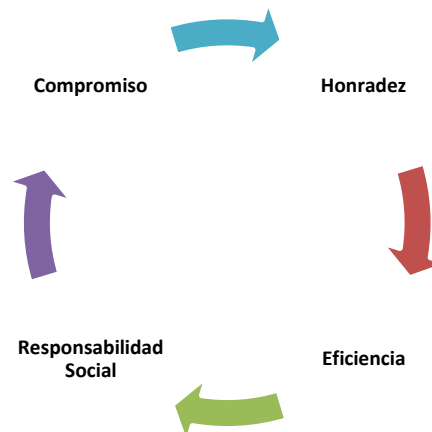 Compromiso
Honradez
Responsabilidad
Social
Eficiencia